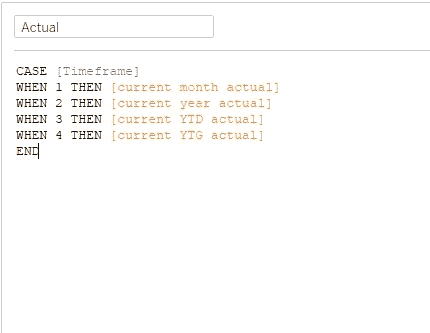 Actual
CASE [Timeframe]
WHEN 1 THEN [current month actual]
WHEN 2 THEN [current year actual]
WHEN 3 THEN [current YTD actual]
WHEN 4 THEN [current YTG actual]
END